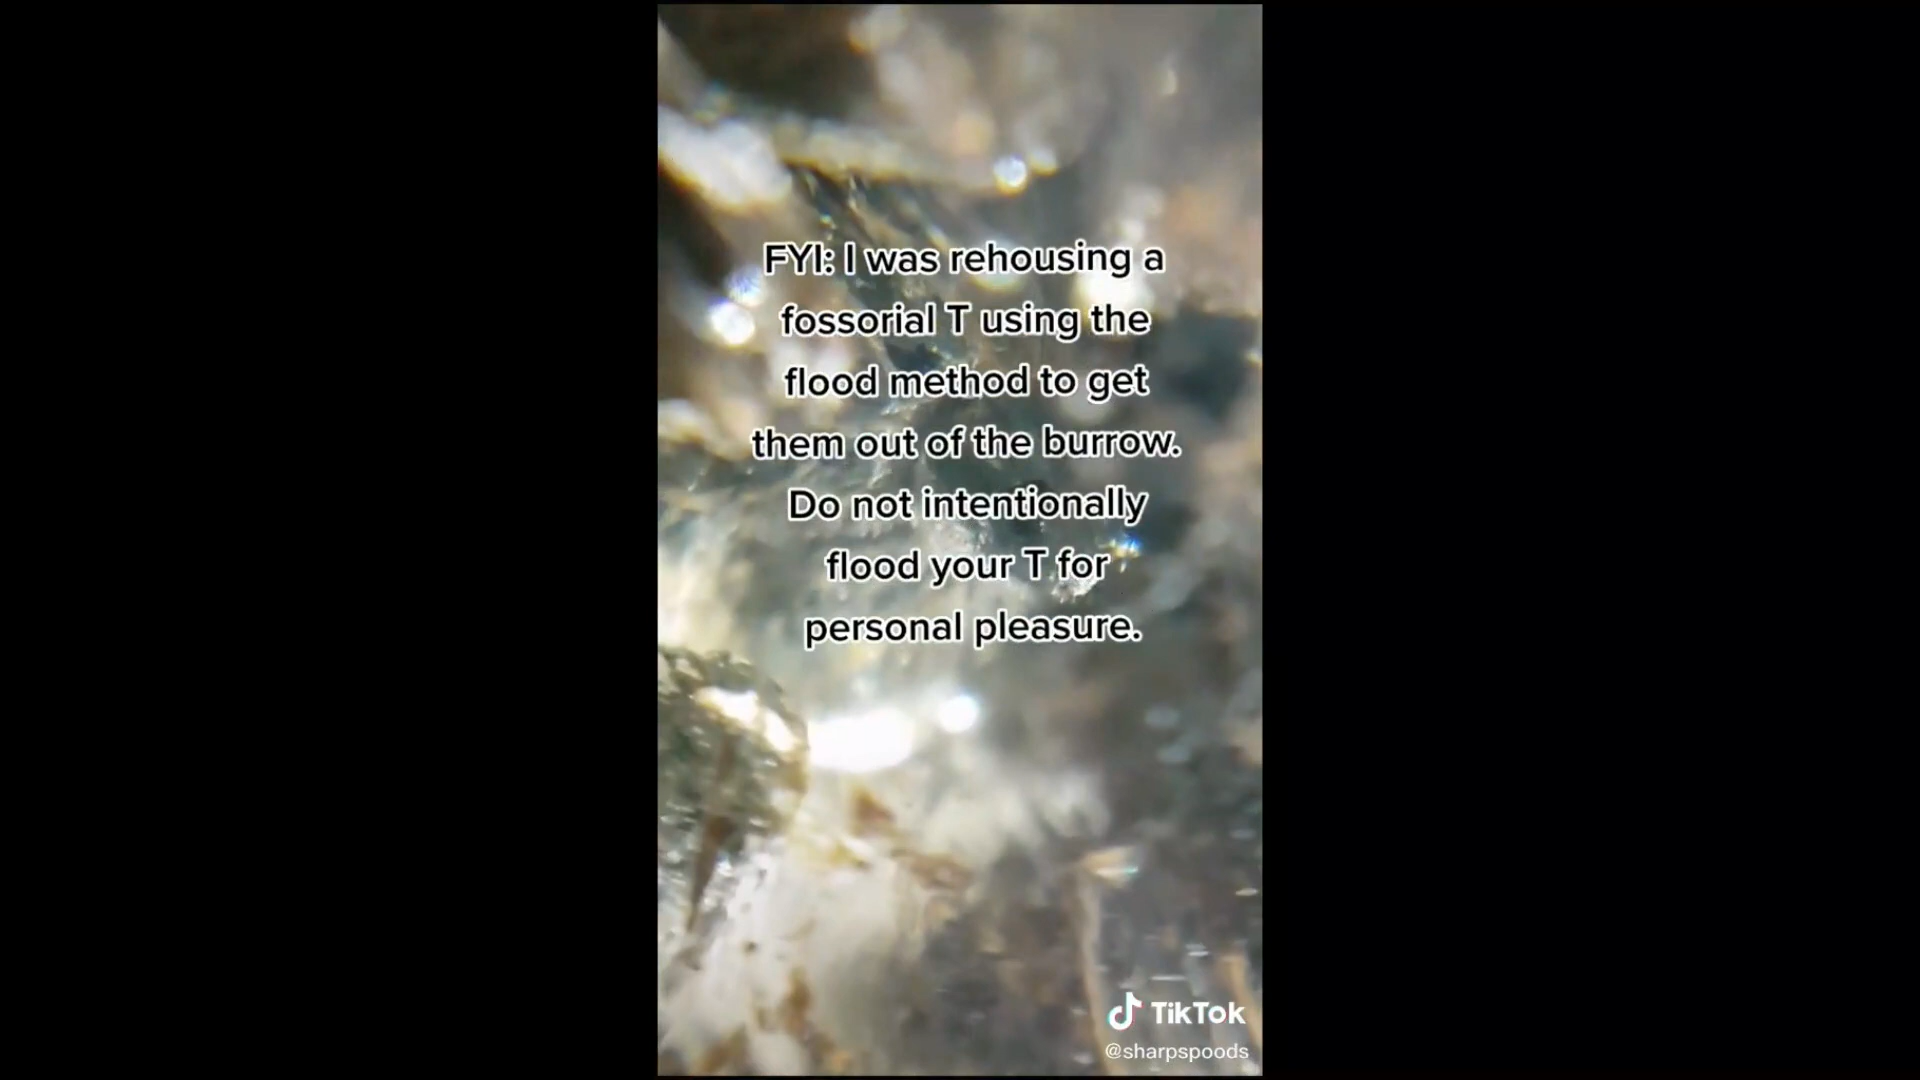 FYI: I was rehousing a
fossorial T using the
flood method to get
them out of the burrow.
Do not intentionally
flood your T for
personal pleasure.
TikTok
@sharpspoods